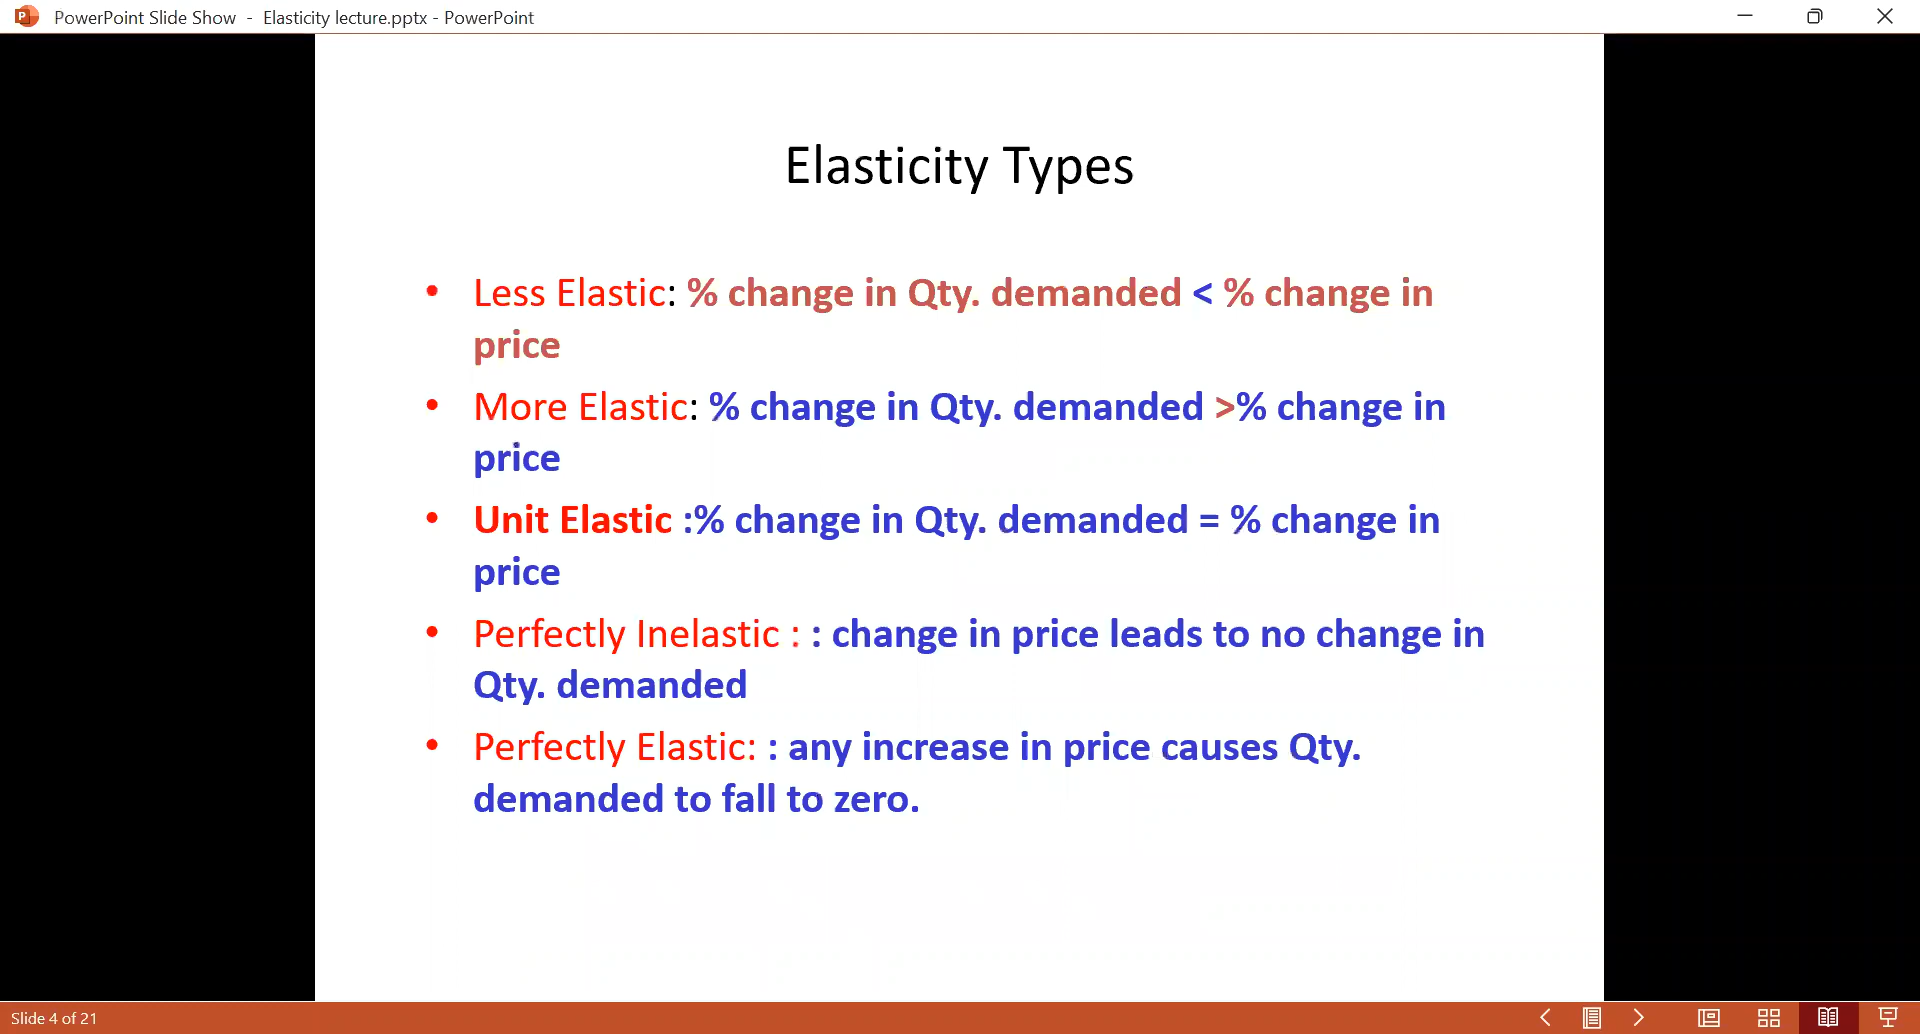 PowerPoint Slide Show - Elasticity lecture.pptx - PowerPoint
Elasticity Types
• Less Elastic: % change in Qty. demanded < % change in
price
• More Elastic: % change in Qty. demanded >% change in
price
• Unit Elastic :% change in Qty. demanded = % change in
price
• Perfectly Inelastic : : change in price leads to no change in
Qty. demanded
• Perfectly Elastic: : any increase in price causes Qty.
demanded to fall to zero.
Slide 4 of 21